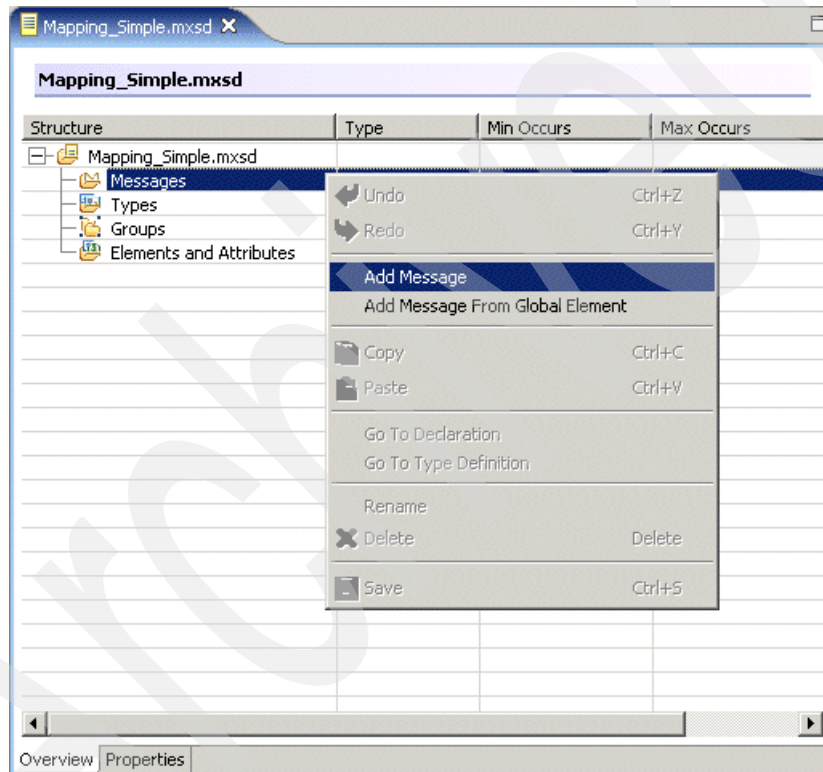 Mapping_Simple.mxsd
Mapping_Simple.mxsd
Structure Type Min Occurs Max Occurs
Mapping_Simple.mxsd
Messages
Types
Groups
Elements and Attributes
Undo Ctrl+Z
Redo Ctrl+Y
Add Message
Add Message From Global Element
Copy Ctrl+C
Paste Ctrl+V
Go To Declaration
Go To Type Definition
Rename
Delete Delete
Save Ctrl+S
Overview Properties